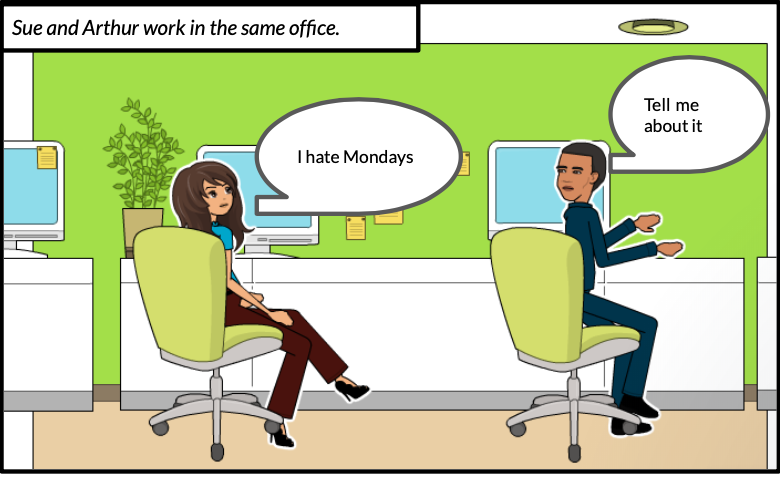 Sue and Arthur work in the same office.
I hate Mondays
Tell me
about it